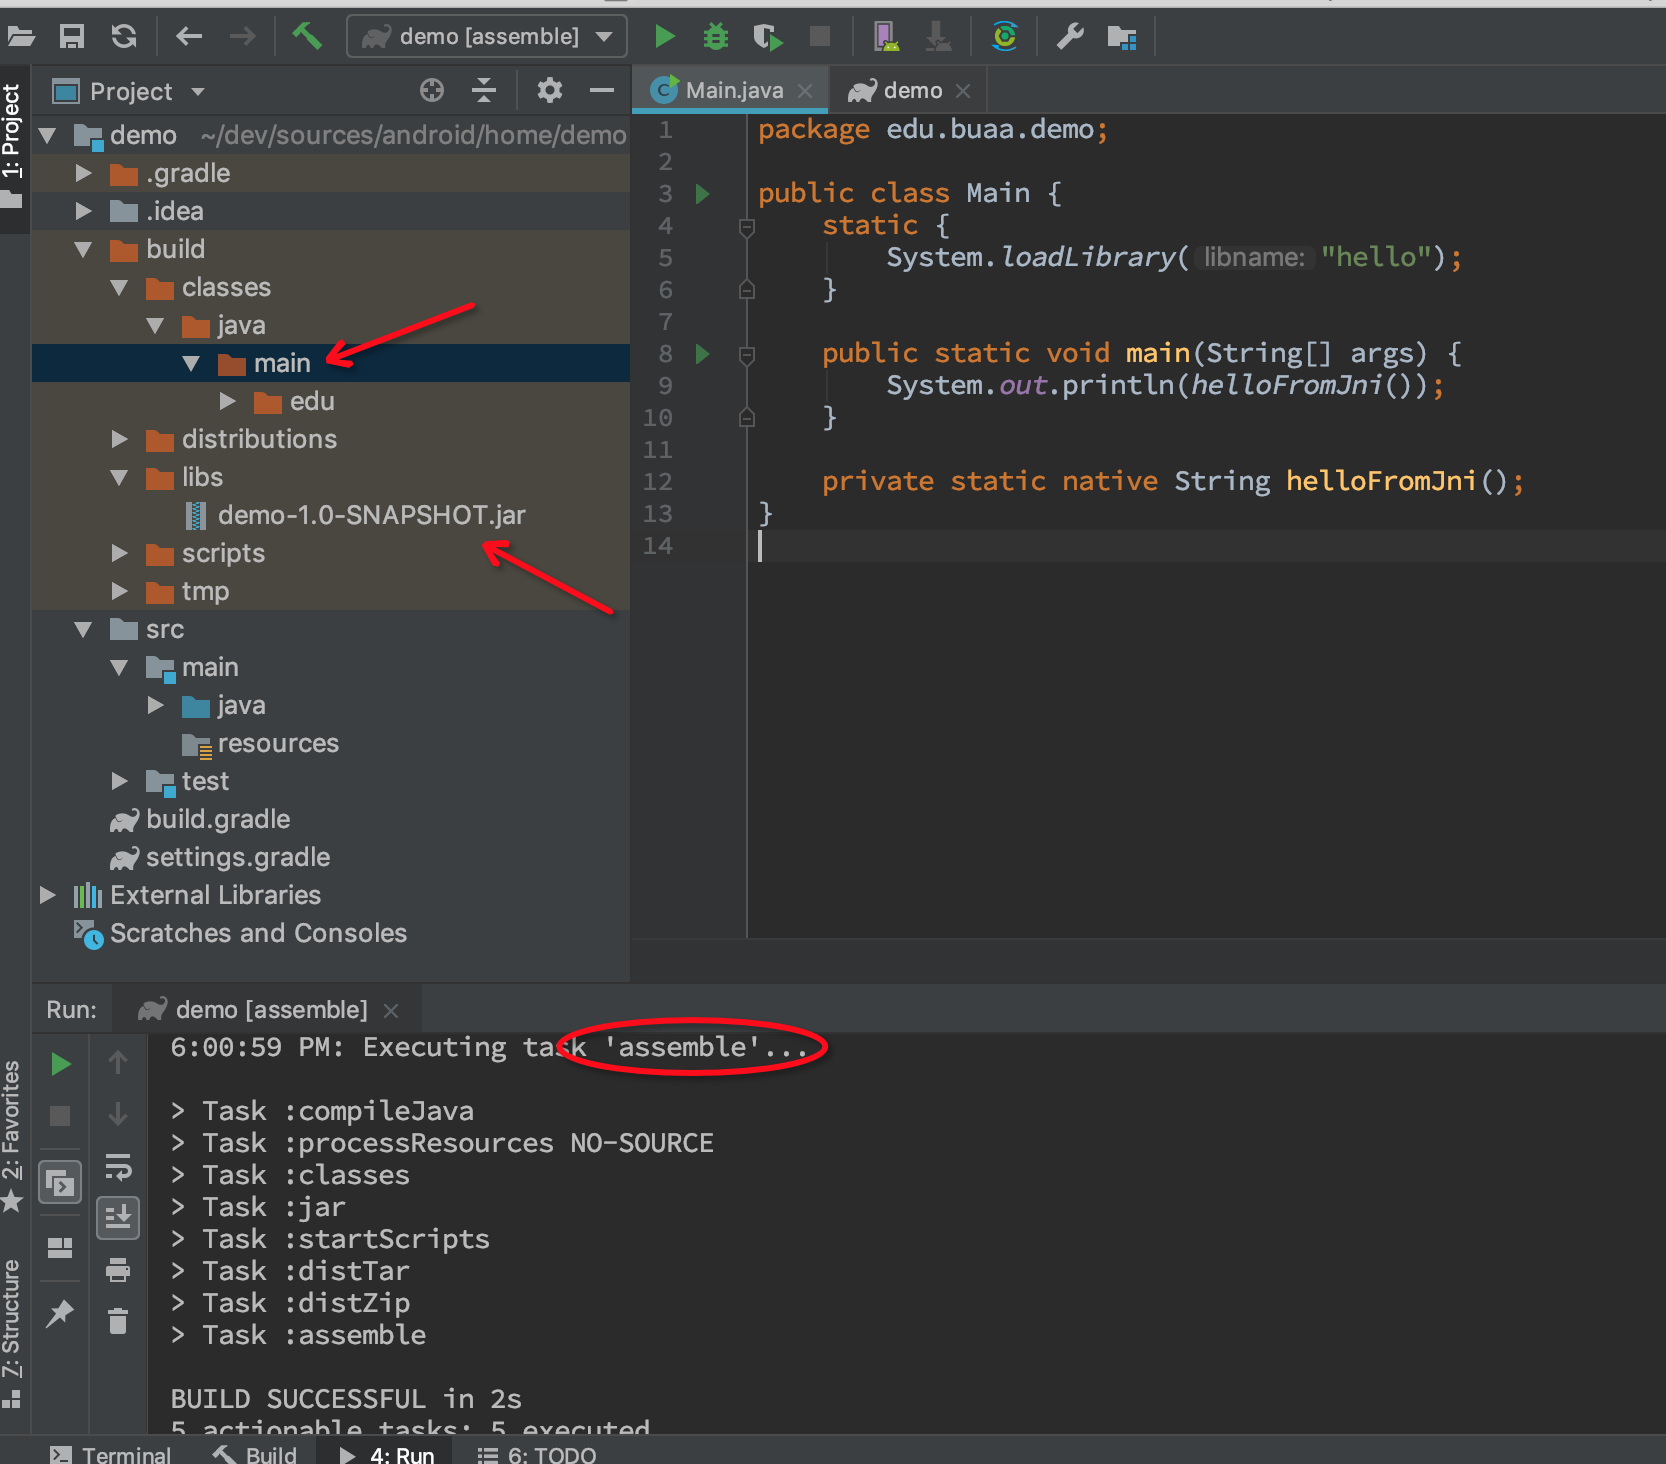 demo [assemble]
Project
Main.java
demo
1: Project
demo ~/dev/sources/android/home/demo
.gradle
.idea
build
classes
java
main
edu
distributions
libs
demo-1.0-SNAPSHOT.jar
scripts
tmp
src
main
java
resources
test
build.gradle
settings.gradle
External Libraries
Scratches and Consoles
1 package edu.buaa.demo;
2
3 public class Main {
4 static {
5 System.loadLibrary( libname: "hello");
6 }
7
8 public static void main(String[] args) {
9 System.out.println(helloFromJni());
10 }
11
12 private static native String helloFromJni();
13 }
14
Run: demo [assemble]
6:00:59 PM: Executing task 'assemble'...
> Task :compileJava
> Task :processResources NO-SOURCE
> Task :classes
> Task :jar
> Task :startScripts
> Task :distTar
> Task :distZip
> Task :assemble
BUILD SUCCESSFUL in 2s
5 actionable tasks: 5 executed
2: Favorites
7: Structure
Terminal Build 4: Run 6: TODO